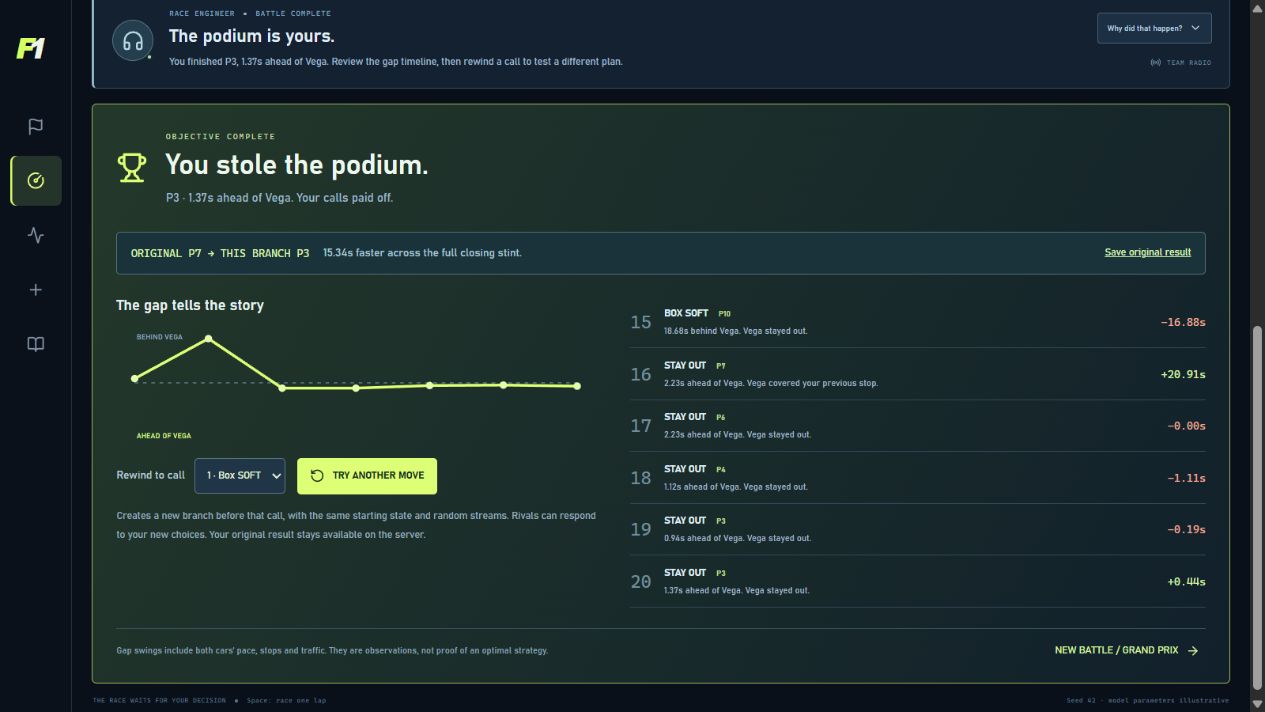 F1
RACE ENGINEER • BATTLE COMPLETE
The podium is yours.
You finished P3, 1.37s ahead of Vega. Review the gap timeline, then rewind a call to test a different plan.
Why did that happen?
TEAM RADIO
OBJECTIVE COMPLETE
You stole the podium.
P3 · 1.37s ahead of Vega. Your calls paid off.
ORIGINAL P7 → THIS BRANCH P3 15.34s faster across the full closing stint. Save original result
The gap tells the story
BEHIND VEGA
AHEAD OF VEGA
Rewind to call 1 · Box SOFT TRY ANOTHER MOVE
Creates a new branch before that call, with the same starting state and random streams. Rivals can respond
to your new choices. Your original result stays available on the server.
15 BOX SOFT P10 −16.88s
18.68s behind Vega. Vega stayed out.
16 STAY OUT P7 +20.91s
2.23s ahead of Vega. Vega covered your previous stop.
17 STAY OUT P6 −0.00s
2.23s ahead of Vega. Vega stayed out.
18 STAY OUT P4 −1.11s
1.12s ahead of Vega. Vega stayed out.
19 STAY OUT P3 −0.19s
0.94s ahead of Vega. Vega stayed out.
20 STAY OUT P3 +0.44s
1.37s ahead of Vega. Vega stayed out.
Gap swings include both cars' pace, stops and traffic. They are observations, not proof of an optimal strategy.
NEW BATTLE / GRAND PRIX →
THE RACE WAITS FOR YOUR DECISION • Space: race one lap
Seed 42 · model parameters illustrative